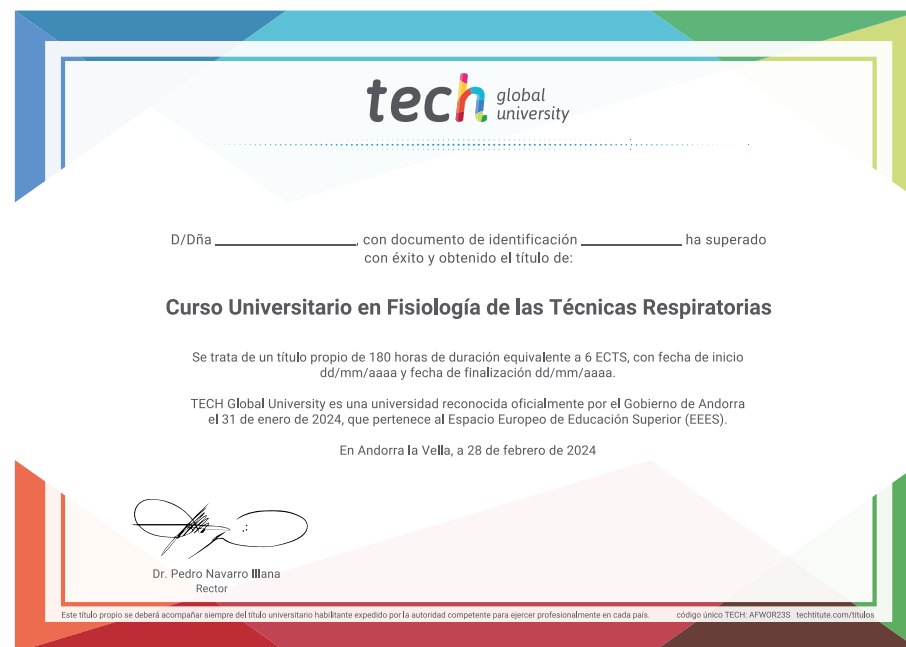 tech global university
D/Dña ____________________, con documento de identificación ______________ ha superado
con éxito y obtenido el título de:
Curso Universitario en Fisiología de las Técnicas Respiratorias
Se trata de un título propio de 180 horas de duración equivalente a 6 ECTS, con fecha de inicio
dd/mm/aaaa y fecha de finalización dd/mm/aaaa.
TECH Global University es una universidad reconocida oficialmente por el Gobierno de Andorra
el 31 de enero de 2024, que pertenece al Espacio Europeo de Educación Superior (EEES).
En Andorra la Vella, a 28 de febrero de 2024
Dr. Pedro Navarro Illana
Rector
Este título propio se deberá acompañar siempre del título universitario habilitante expedido por la autoridad competente para ejercer profesionalmente en cada país. código único TECH: AFWOR23S techtitute.com/titulos